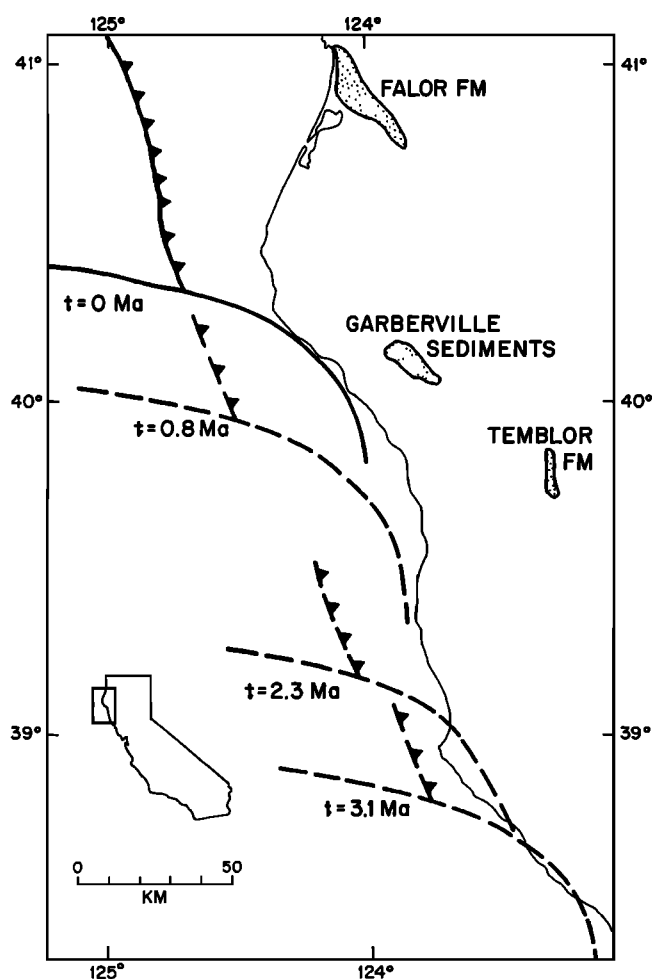 125°
124°
41°
41°
FALOR FM
t=0 Ma
GARBERVILLE
SEDIMENTS
40°
40°
t=0.8 Ma
TEMBLOR
FM
t=2.3 Ma
39°
39°
t=3.1 Ma
0
50
KM
125°
124°